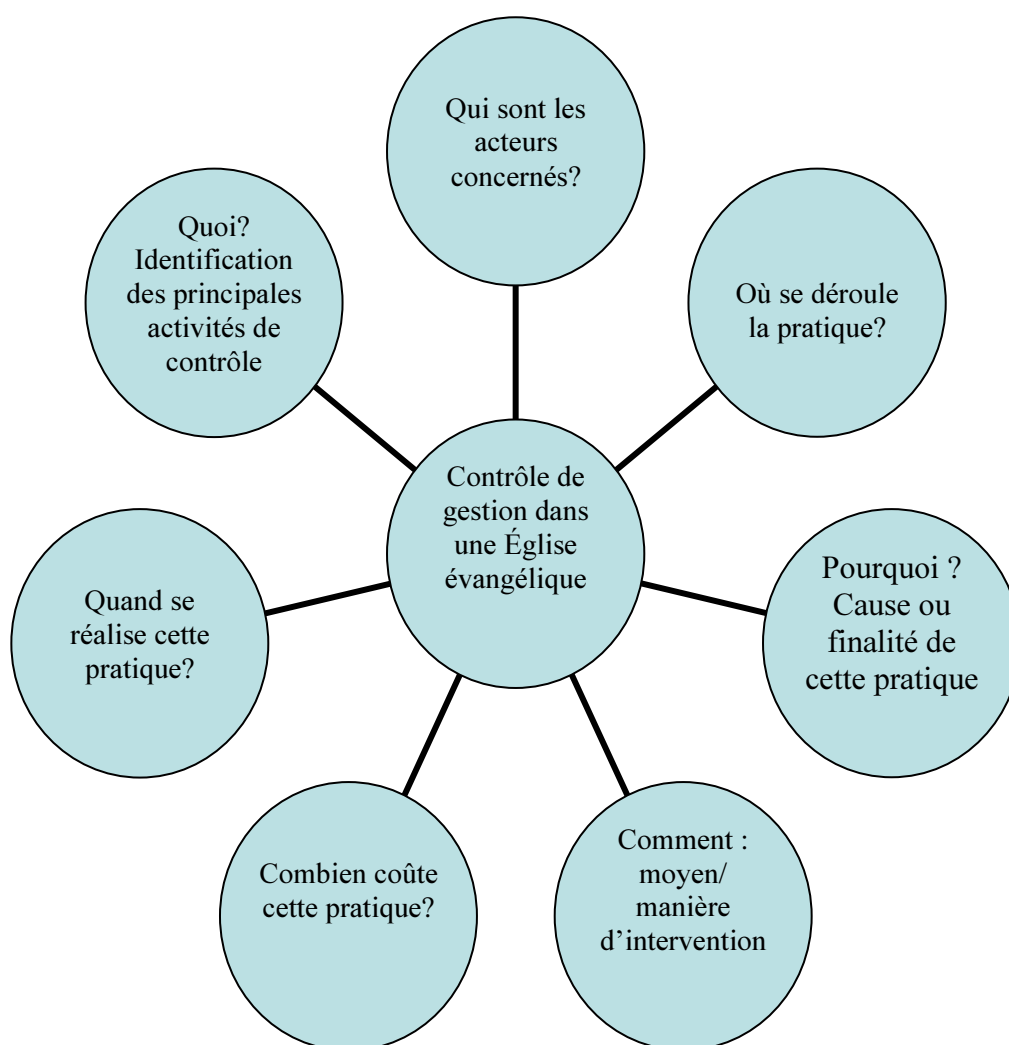 Qui sont les
acteurs
concernés?
Quoi?
Identification
des principales
activités de
contrôle
Où se déroule
la pratique?
Contrôle de
gestion dans
une Église
évangélique
Quand se
réalise cette
pratique?
Pourquoi ?
Cause ou
finalité de
cette pratique
Combien coûte
cette pratique?
Comment :
moyen/
manière
d’intervention